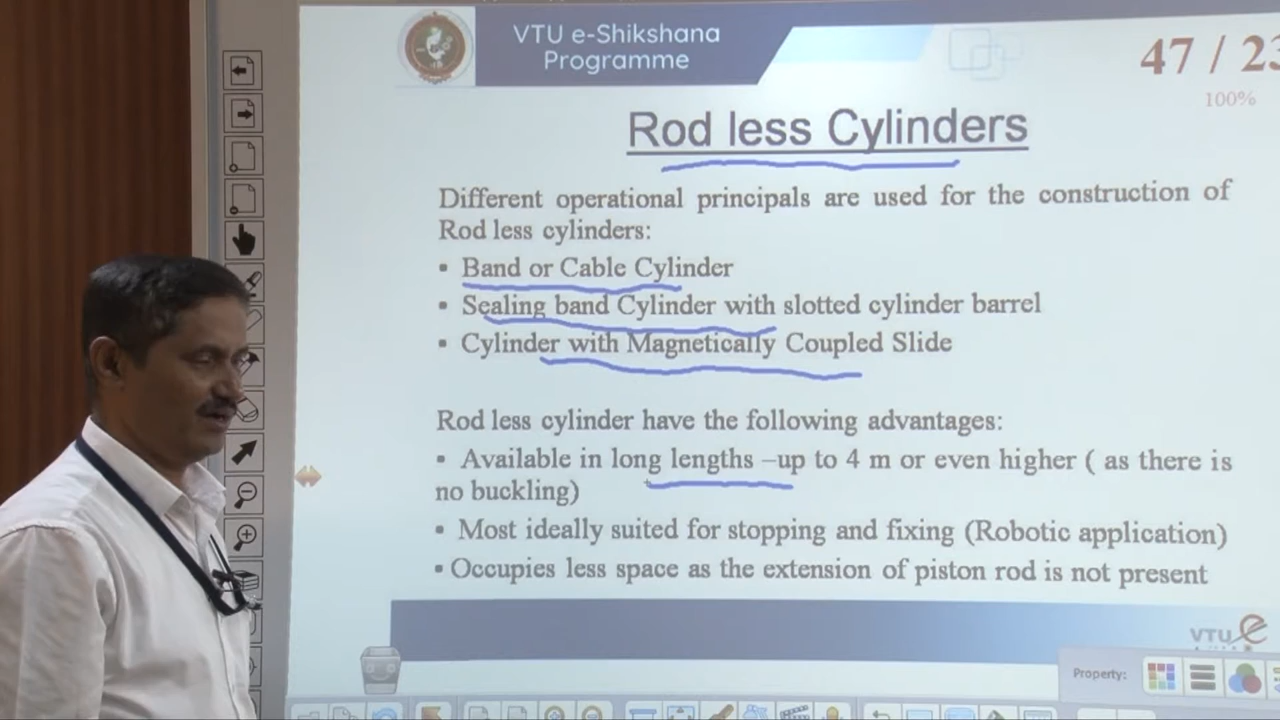 VTU e-Shikshana
Programme
47 / 23
100%
Rod less Cylinders
Different operational principals are used for the construction of
Rod less cylinders:
▪ Band or Cable Cylinder
▪ Sealing band Cylinder with slotted cylinder barrel
▪ Cylinder with Magnetically Coupled Slide
Rod less cylinder have the following advantages:
▪ Available in long lengths –up to 4 m or even higher ( as there is
no buckling)
▪ Most ideally suited for stopping and fixing (Robotic application)
▪ Occupies less space as the extension of piston rod is not present
VTU e
Property: